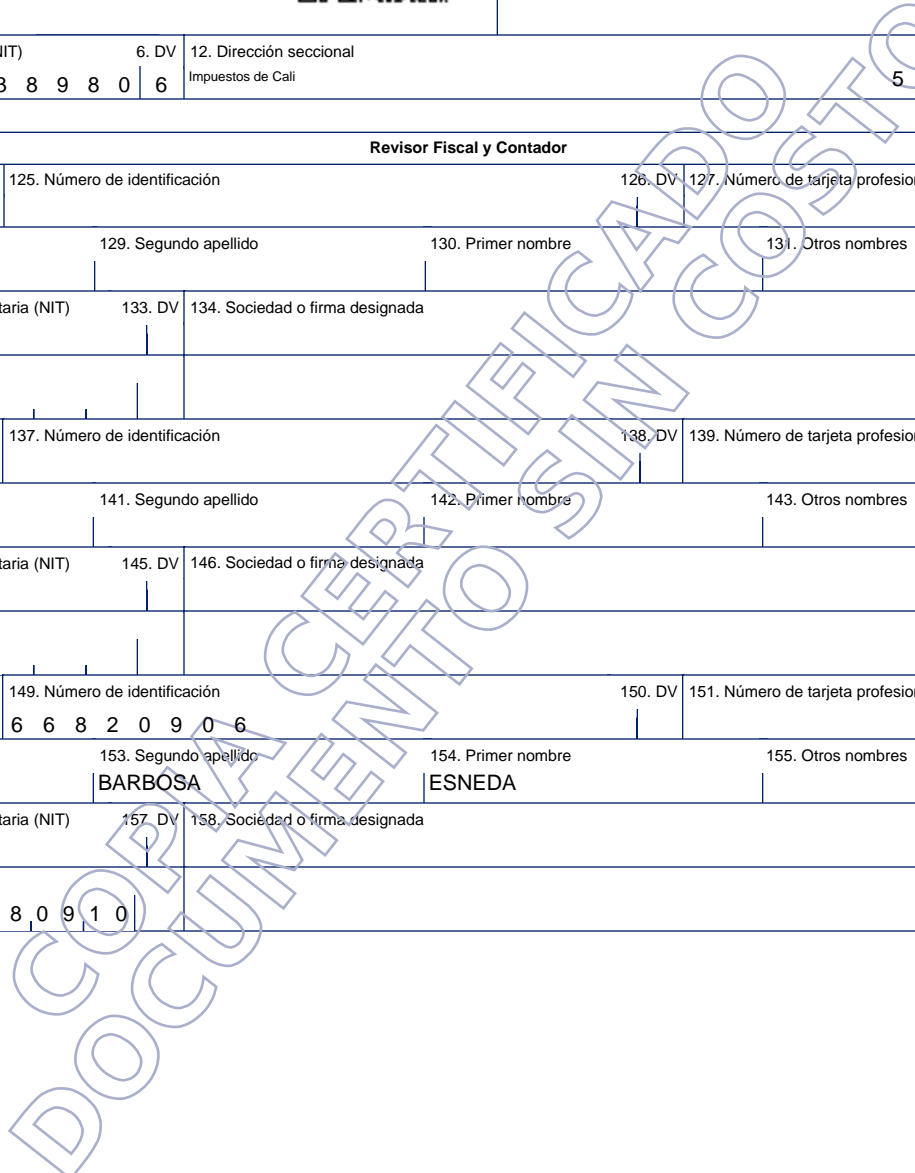 NIT) 6. DV 12. Dirección seccional
8 9 8 0 6 Impuestos de Cali 5
Revisor Fiscal y Contador
125. Número de identificación 126. DV 127. Número de tarjeta profesion
129. Segundo apellido 130. Primer nombre 131. Otros nombres
taria (NIT) 133. DV 134. Sociedad o firma designada
137. Número de identificación 138. DV 139. Número de tarjeta profesion
141. Segundo apellido 142. Primer nombre 143. Otros nombres
taria (NIT) 145. DV 146. Sociedad o firma designada
149. Número de identificación 150. DV 151. Número de tarjeta profesion
6 6 8 2 0 9 0 6
153. Segundo apellido 154. Primer nombre 155. Otros nombres
BARBOSA ESNEDA
taria (NIT) 157. DV 158. Sociedad o firma designada
8 0 9 1 0
COPIA CERTIFICADO
DOCUMENTO SIN COSTO